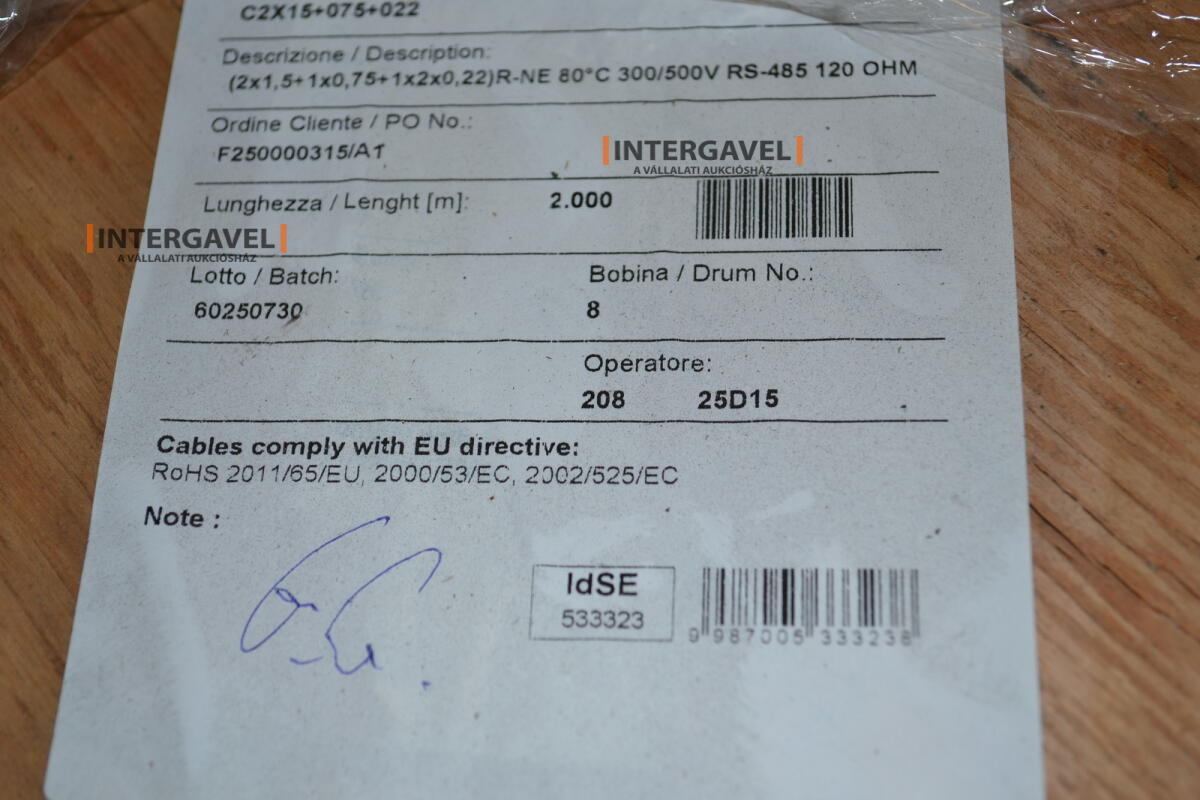 C2X15+075+022
Descrizione / Description:
(2x1,5+1x0,75+1x2x0,22)R-NE 80°C 300/500V RS-485 120 OHM
Ordine Cliente / PO No.:
F250000315/A1
INTERGAVEL
A VÁLLALATI AUKCIÓSHÁZ
Lunghezza / Lenght [m]: 2.000
INTERGAVEL
A VÁLLALATI AUKCIÓSHÁZ
Lotto / Batch: Bobina / Drum No.:
60250730 8
Operatore:
208 25D15
Cables comply with EU directive:
RoHS 2011/65/EU, 2000/53/EC, 2002/525/EC
Note :
IdSE
533323
9 987005 333238